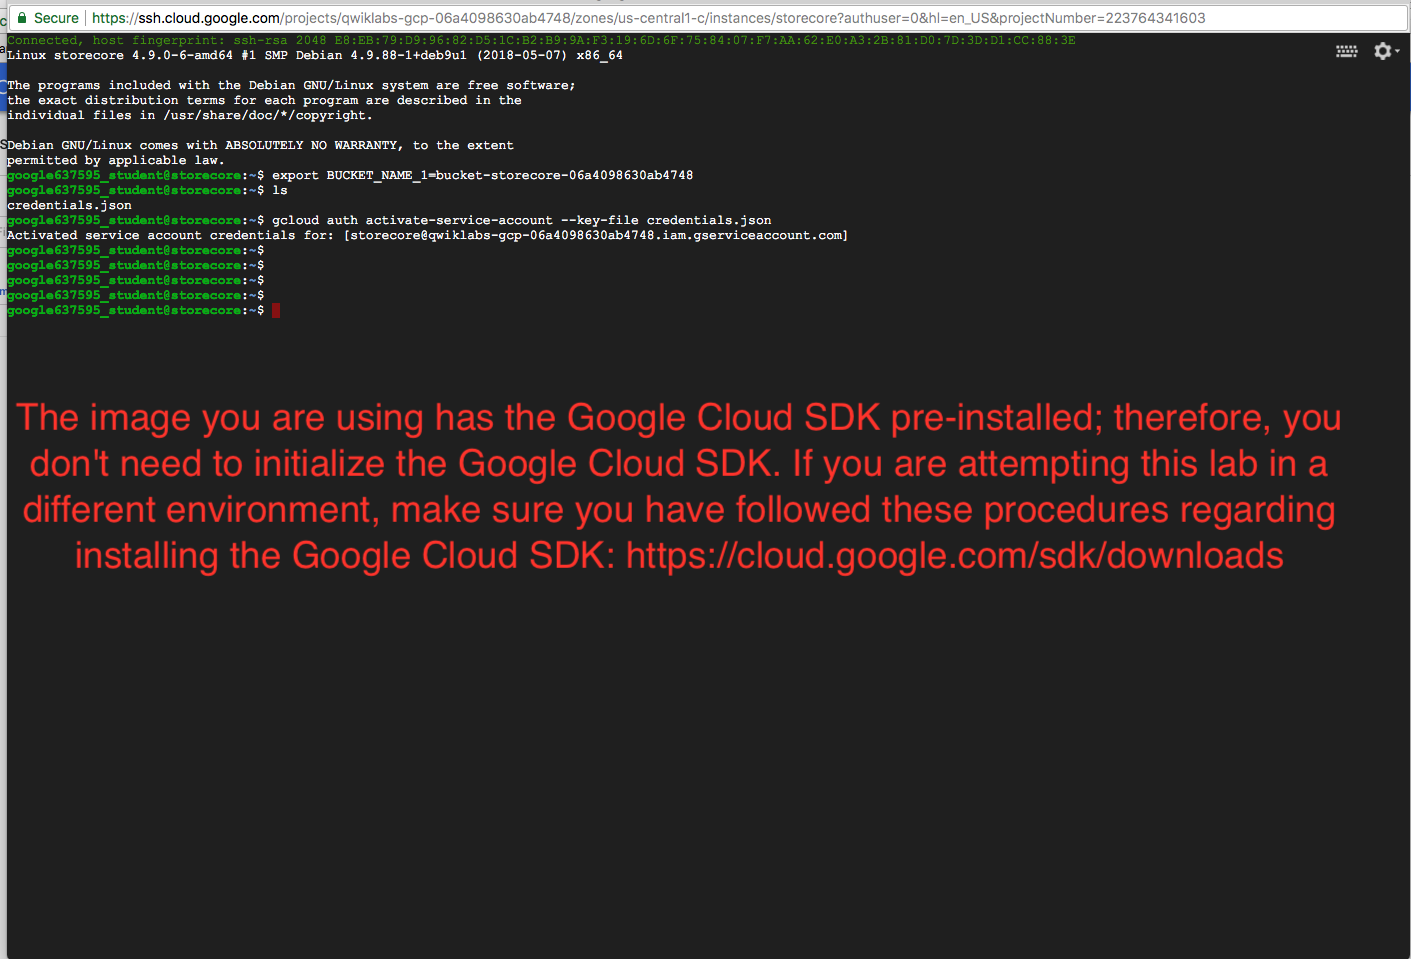 Secure https://ssh.cloud.google.com/projects/qwiklabs-gcp-06a4098630ab4748/zones/us-central1-c/instances/storecore?authuser=0&hl=en_US&projectNumber=223764341603
Connected, host fingerprint: ssh-rsa 2048 E8:EB:79:D9:96:82:D5:1C:B2:B9:9A:F3:19:6D:6F:75:84:07:F7:AA:62:E0:A3:2B:81:D0:7D:3D:D1:CC:88:3E
Linux storecore 4.9.0-6-amd64 #1 SMP Debian 4.9.88-1+deb9u1 (2018-05-07) x86_64
The programs included with the Debian GNU/Linux system are free software;
the exact distribution terms for each program are described in the
individual files in /usr/share/doc/*/copyright.
Debian GNU/Linux comes with ABSOLUTELY NO WARRANTY, to the extent
permitted by applicable law.
google637595_student@storecore:~$ export BUCKET_NAME_1=bucket-storecore-06a4098630ab4748
google637595_student@storecore:~$ ls
credentials.json
google637595_student@storecore:~$ gcloud auth activate-service-account --key-file credentials.json
Activated service account credentials for: [storecore@qwiklabs-gcp-06a4098630ab4748.iam.gserviceaccount.com]
google637595_student@storecore:~$
google637595_student@storecore:~$
google637595_student@storecore:~$
google637595_student@storecore:~$
google637595_student@storecore:~$
The image you are using has the Google Cloud SDK pre-installed; therefore, you
don't need to initialize the Google Cloud SDK. If you are attempting this lab in a
different environment, make sure you have followed these procedures regarding
installing the Google Cloud SDK: https://cloud.google.com/sdk/downloads